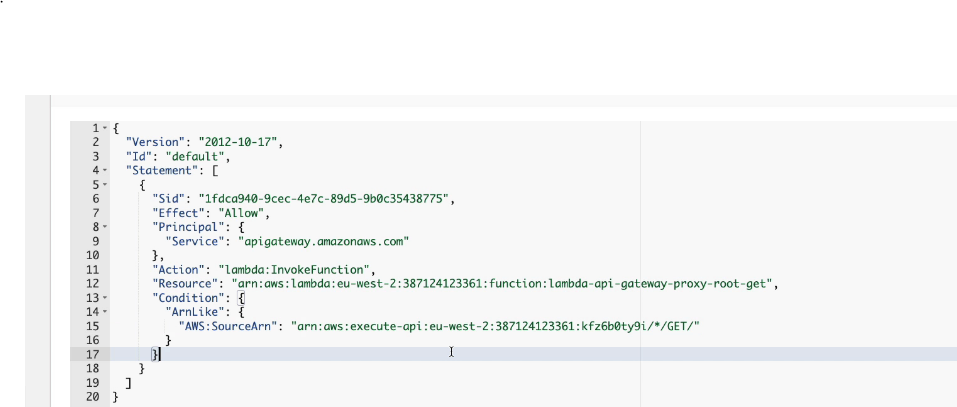 .
1 {
2 "Version": "2012-10-17",
3 "Id": "default",
4 "Statement": [
5 {
6 "Sid": "1fdca940-9cec-4e7c-89d5-9b0c35438775",
7 "Effect": "Allow",
8 "Principal": {
9 "Service": "apigateway.amazonaws.com"
10 },
11 "Action": "lambda:InvokeFunction",
12 "Resource": "arn:aws:lambda:eu-west-2:387124123361:function:lambda-api-gateway-proxy-root-get",
13 "Condition": {
14 "ArnLike": {
15 "AWS:SourceArn": "arn:aws:execute-api:eu-west-2:387124123361:kfz6b0ty9i/*/GET/"
16 }
17 }
18 }
19 ]
20 }